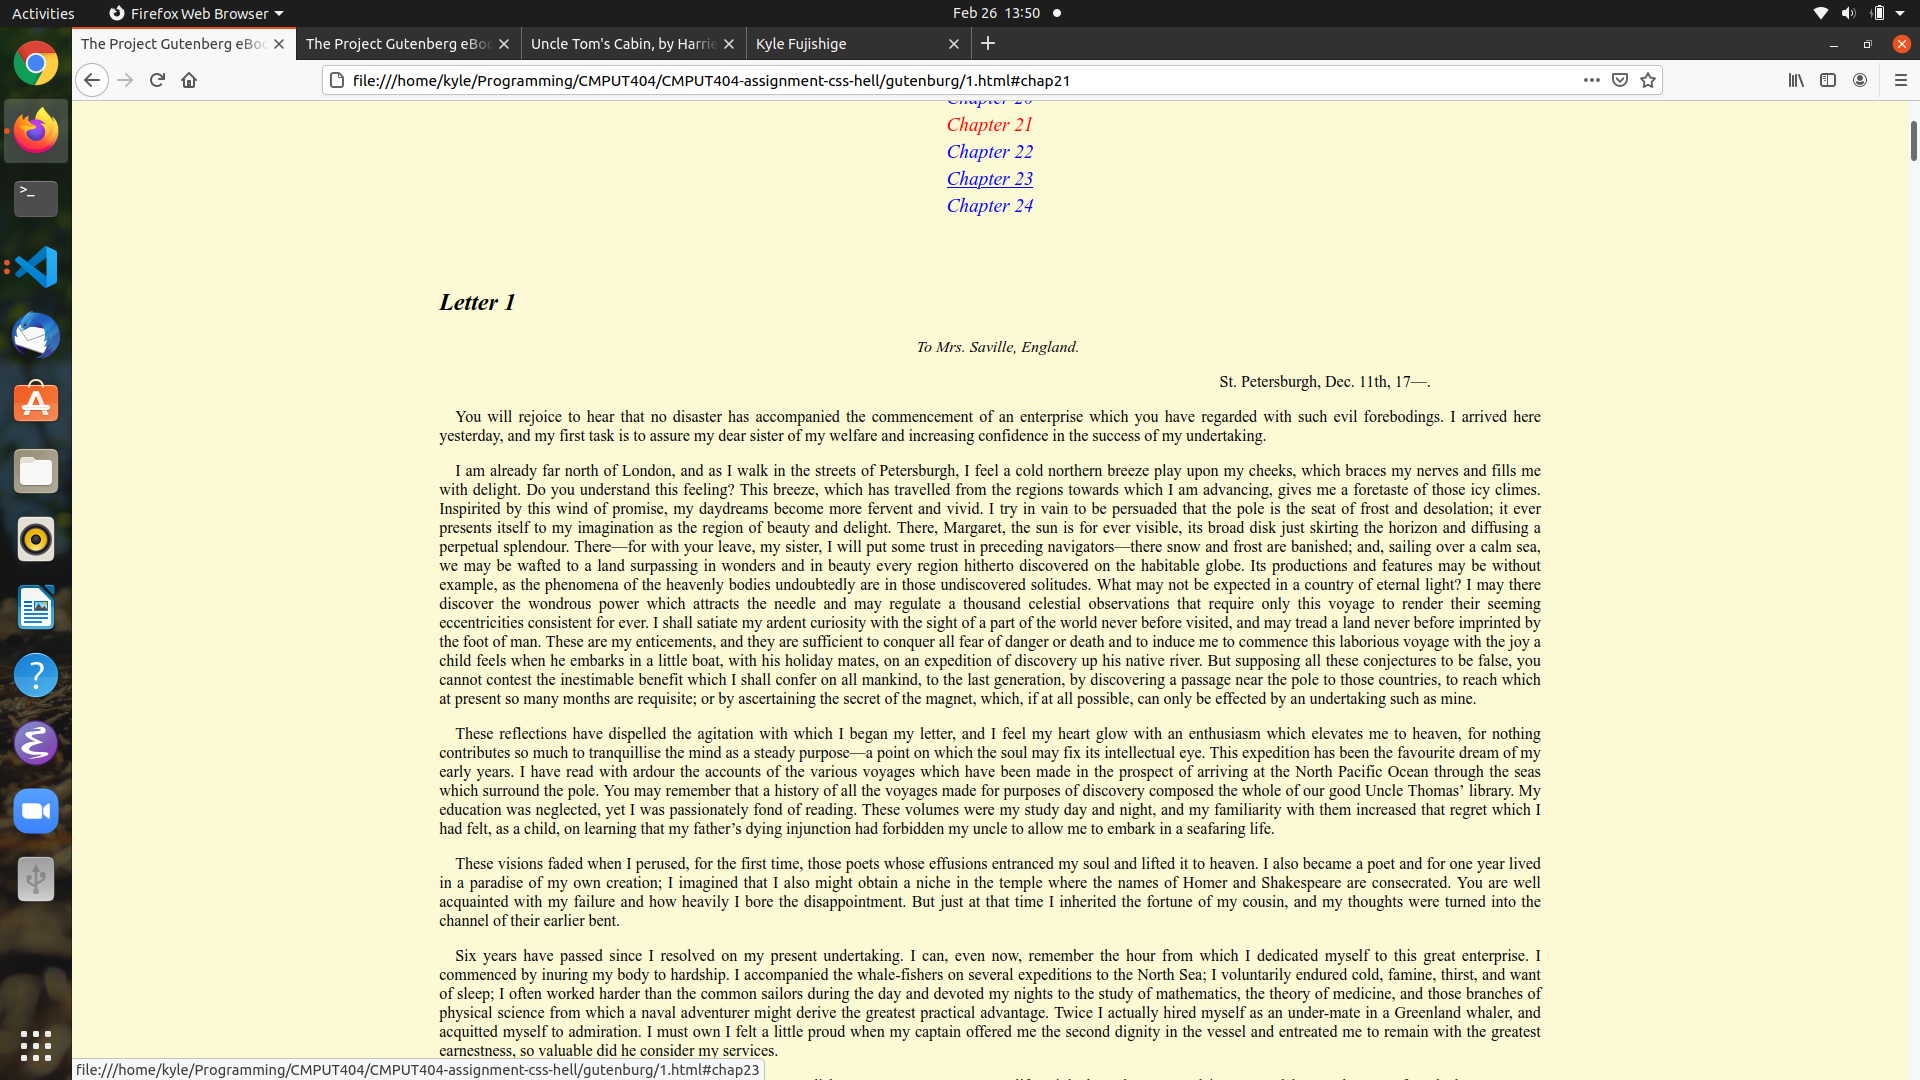 Activities Firefox Web Browser Feb 26 13:50
The Project Gutenberg eBoo The Project Gutenberg eBoo Uncle Tom's Cabin, by Harrie Kyle Fujishige
file:///home/kyle/Programming/CMPUT404/CMPUT404-assignment-css-hell/gutenburg/1.html#chap21
Chapter 20
Chapter 21
Chapter 22
Chapter 23
Chapter 24
Letter 1
To Mrs. Saville, England.
St. Petersburgh, Dec. 11th, 17—.
You will rejoice to hear that no disaster has accompanied the commencement of an enterprise which you have regarded with such evil forebodings. I arrived here
yesterday, and my first task is to assure my dear sister of my welfare and increasing confidence in the success of my undertaking.
I am already far north of London, and as I walk in the streets of Petersburgh, I feel a cold northern breeze play upon my cheeks, which braces my nerves and fills me
with delight. Do you understand this feeling? This breeze, which has travelled from the regions towards which I am advancing, gives me a foretaste of those icy climes.
Inspirited by this wind of promise, my daydreams become more fervent and vivid. I try in vain to be persuaded that the pole is the seat of frost and desolation; it ever
presents itself to my imagination as the region of beauty and delight. There, Margaret, the sun is for ever visible, its broad disk just skirting the horizon and diffusing a
perpetual splendour. There—for with your leave, my sister, I will put some trust in preceding navigators—there snow and frost are banished; and, sailing over a calm sea,
we may be wafted to a land surpassing in wonders and in beauty every region hitherto discovered on the habitable globe. Its productions and features may be without
example, as the phenomena of the heavenly bodies undoubtedly are in those undiscovered solitudes. What may not be expected in a country of eternal light? I may there
discover the wondrous power which attracts the needle and may regulate a thousand celestial observations that require only this voyage to render their seeming
eccentricities consistent for ever. I shall satiate my ardent curiosity with the sight of a part of the world never before visited, and may tread a land never before imprinted by
the foot of man. These are my enticements, and they are sufficient to conquer all fear of danger or death and to induce me to commence this laborious voyage with the joy a
child feels when he embarks in a little boat, with his holiday mates, on an expedition of discovery up his native river. But supposing all these conjectures to be false, you
cannot contest the inestimable benefit which I shall confer on all mankind, to the last generation, by discovering a passage near the pole to those countries, to reach which
at present so many months are requisite; or by ascertaining the secret of the magnet, which, if at all possible, can only be effected by an undertaking such as mine.
These reflections have dispelled the agitation with which I began my letter, and I feel my heart glow with an enthusiasm which elevates me to heaven, for nothing
contributes so much to tranquillise the mind as a steady purpose—a point on which the soul may fix its intellectual eye. This expedition has been the favourite dream of my
early years. I have read with ardour the accounts of the various voyages which have been made in the prospect of arriving at the North Pacific Ocean through the seas
which surround the pole. You may remember that a history of all the voyages made for purposes of discovery composed the whole of our good Uncle Thomas’ library. My
education was neglected, yet I was passionately fond of reading. These volumes were my study day and night, and my familiarity with them increased that regret which I
had felt, as a child, on learning that my father’s dying injunction had forbidden my uncle to allow me to embark in a seafaring life.
These visions faded when I perused, for the first time, those poets whose effusions entranced my soul and lifted it to heaven. I also became a poet and for one year lived
in a paradise of my own creation; I imagined that I also might obtain a niche in the temple where the names of Homer and Shakespeare are consecrated. You are well
acquainted with my failure and how heavily I bore the disappointment. But just at that time I inherited the fortune of my cousin, and my thoughts were turned into the
channel of their earlier bent.
Six years have passed since I resolved on my present undertaking. I can, even now, remember the hour from which I dedicated myself to this great enterprise. I
commenced by inuring my body to hardship. I accompanied the whale-fishers on several expeditions to the North Sea; I voluntarily endured cold, famine, thirst, and want
of sleep; I often worked harder than the common sailors during the day and devoted my nights to the study of mathematics, the theory of medicine, and those branches of
physical science from which a naval adventurer might derive the greatest practical advantage. Twice I actually hired myself as an under-mate in a Greenland whaler, and
acquitted myself to admiration. I must own I felt a little proud when my captain offered me the second dignity in the vessel and entreated me to remain with the greatest
earnestness, so valuable did he consider my services.
file:///home/kyle/Programming/CMPUT404/CMPUT404-assignment-css-hell/gutenburg/1.html#chap23